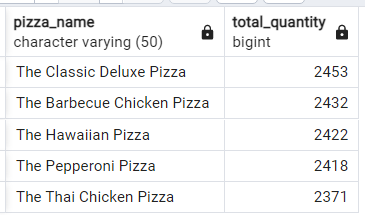 pizza_name total_quantity
character varying (50) bigint
The Classic Deluxe Pizza 2453
The Barbecue Chicken Pizza 2432
The Hawaiian Pizza 2422
The Pepperoni Pizza 2418
The Thai Chicken Pizza 2371